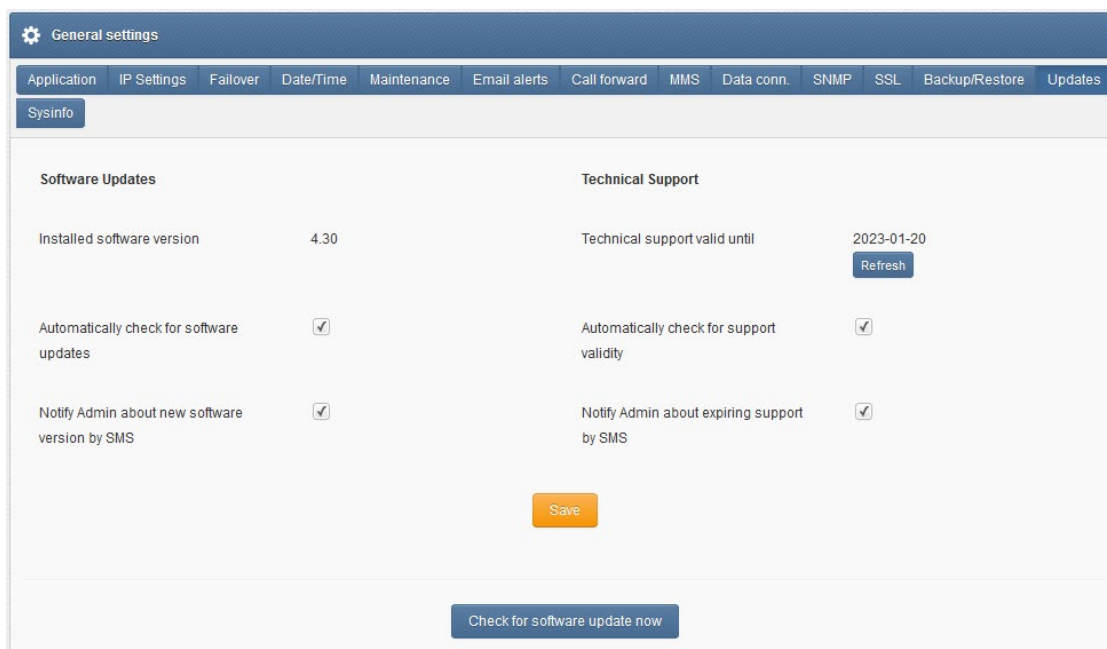 General settings
Application IP Settings Failover Date/Time Maintenance Email alerts Call forward MMS Data conn. SNMP SSL Backup/Restore Updates
Sysinfo
Software Updates Technical Support
Installed software version 4.30 Technical support valid until 2023-01-20
Refresh
Automatically check for software Automatically check for support
updates validity
Notify Admin about new software Notify Admin about expiring support
version by SMS by SMS
Save
Check for software update now